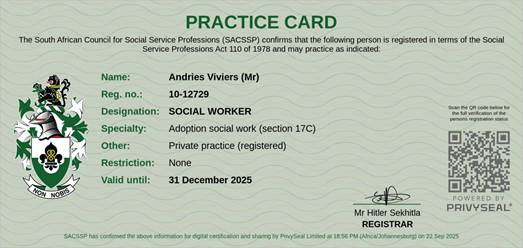 PRACTICE CARD
The South African Council for Social Service Professions (SACSSP) confirms that the following person is registered in terms of the Social
Service Professions Act 110 of 1978 and may practice as indicated:
Name: Andries Viviers (Mr)
Reg. no.: 10-12729
Designation: SOCIAL WORKER
Specialty: Adoption social work (section 17C)
Other: Private practice (registered)
Restriction: None
Valid until: 31 December 2025
NON NOBIS
Scan the QR code below for
the full verification of the
persons registration status
POWERED BY
PRIVYSEAL
Mr Hitler Sekhitla
REGISTRAR
SACSSP has confirmed the above information for digital certification and sharing by PrivySeal Limited at 18:56 PM (Africa/Johannesburg) on 22 Sep 2025